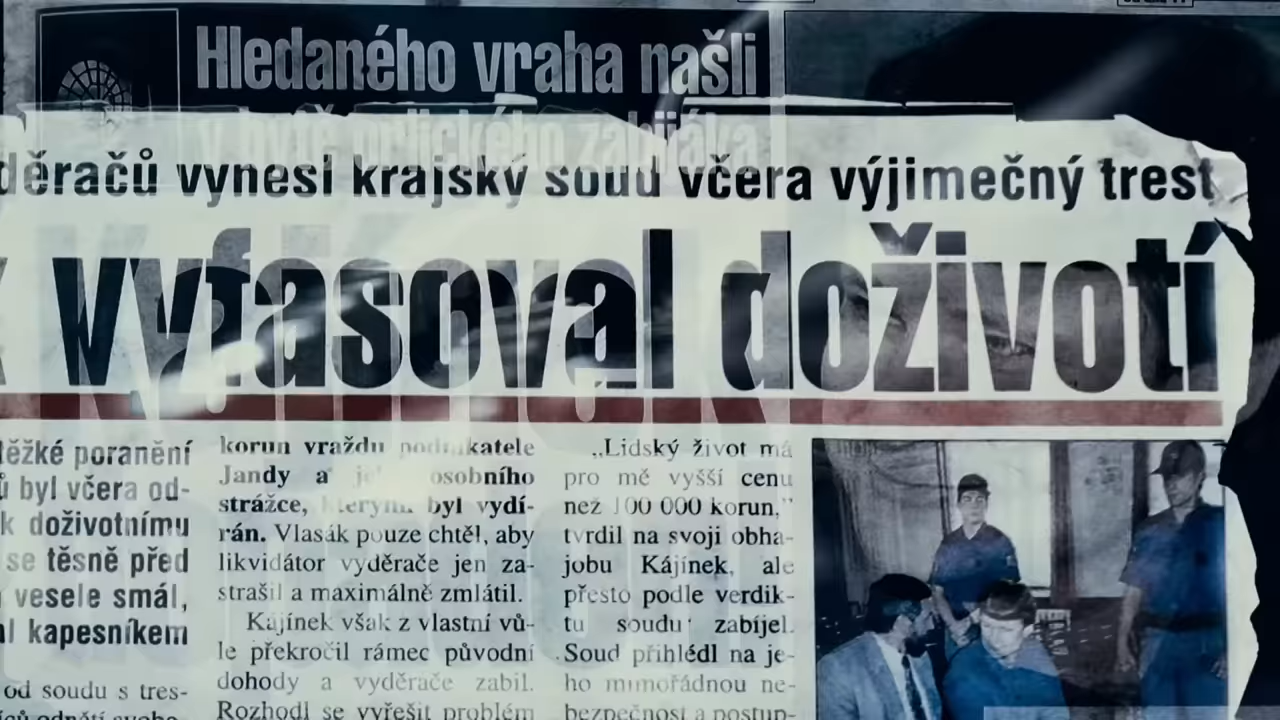 Hledaného vraha našli
v bytě orlického zabijáka
děračů vynesl krajský soud včera výjimečný trest
vyfasoval doživotí
těžké poranění
ů byl včera od-
k doživotnímu
se těsně před
vesele smál,
al kapesníkem
od soudu s tres-
korun vraždu podnikatele
Jandy a osobního
strážce, kterým byl vydí-
rán. Vlasák pouze chtěl, aby
likvidátor vyděrače jen za-
strašil a maximálně zmlátil.
Kájínek však z vlastní vů-
le překročil rámec původní
dohody a vyděrače zabil.
Rozhodl se vyřešit problém
„Lidský život má
pro mě vyšší cenu
než 100 000 korun,"
tvrdil na svoji obha-
jobu Kájínek, ale
přesto podle verdik-
tu soudu zabíjel.
Soud přihlédl na je-
ho mimořádnou ne-
bezpečnost a postup-